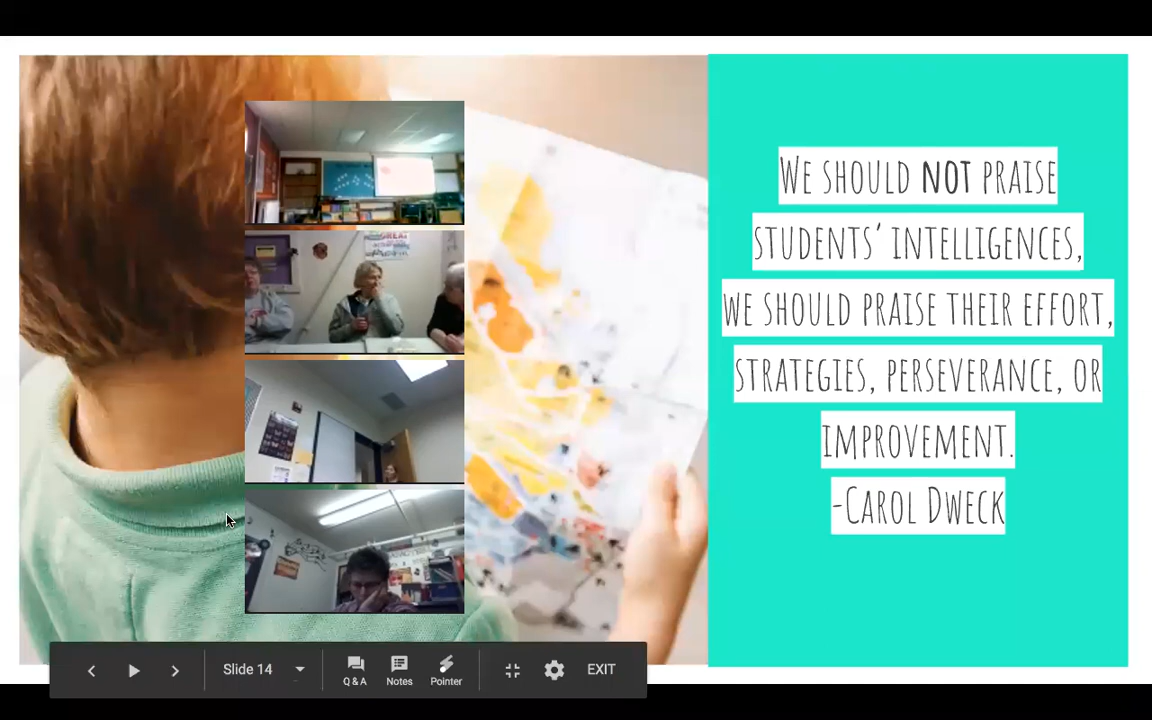 GREAT
We should not praise
students' intelligences,
we should praise their effort,
strategies, perseverance, or
improvement.
-Carol Dweck
Slide 14
Q & A
Notes
Pointer
EXIT